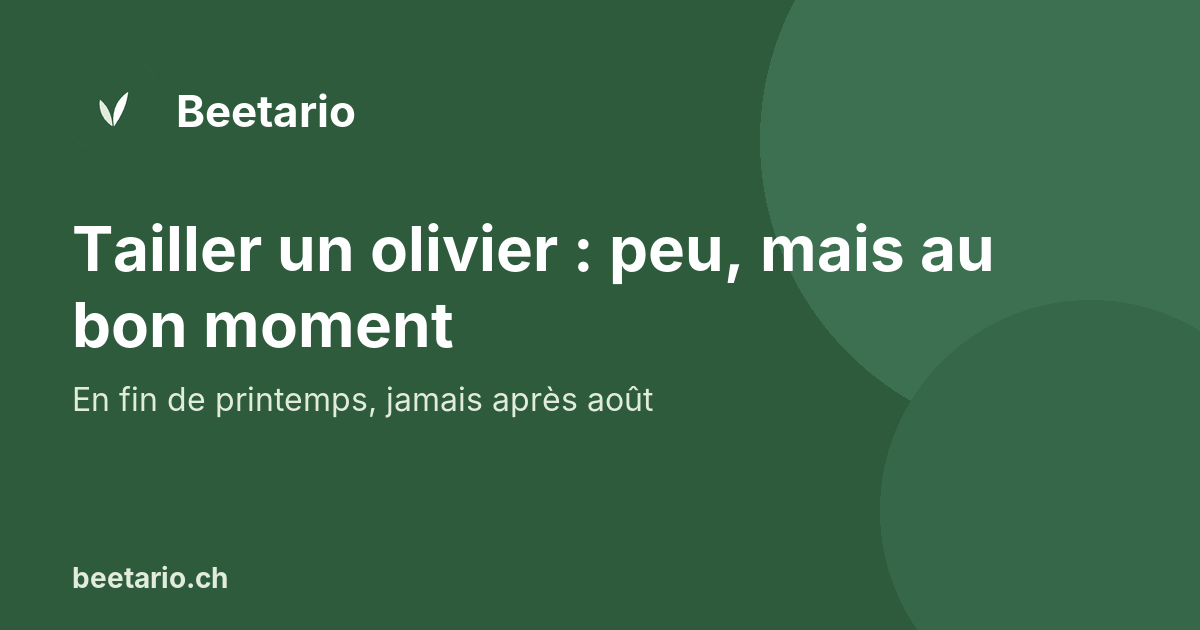 Beetario
Tailler un olivier : peu, mais au
bon moment
En fin de printemps, jamais après août
beetario.ch